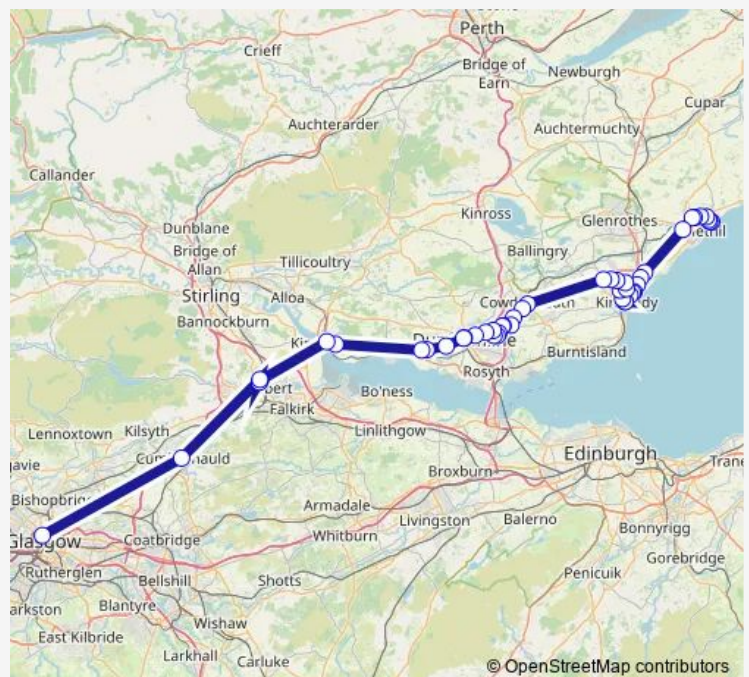 Perth
Crieff
Bridge of
Earn
Newburgh
Cupar
Auchterarder
Auchtermuchty
Callander
Kinross
Glenrothes
Dunblane
Bridge of
Allan
Tillicoultry
Ballingry
Stirling
Alloa
Bannockburn
Rosyth
Burntisland
Bo'ness
Falkirk
Linlithgow
Lennoxtown
Kilsyth
Edinburgh
Broxburn
Bishopbri
Armadale
Livingston
Balerno
Bonnyrigg
Glasgow
Coatbridge
Whitburn
Gorebridge
Rutherglen
Bellshill
Shotts
Penicuik
Blantyre
Wishaw
East Kilbride
Larkhall
Carluke
© OpenStreetMap contributors